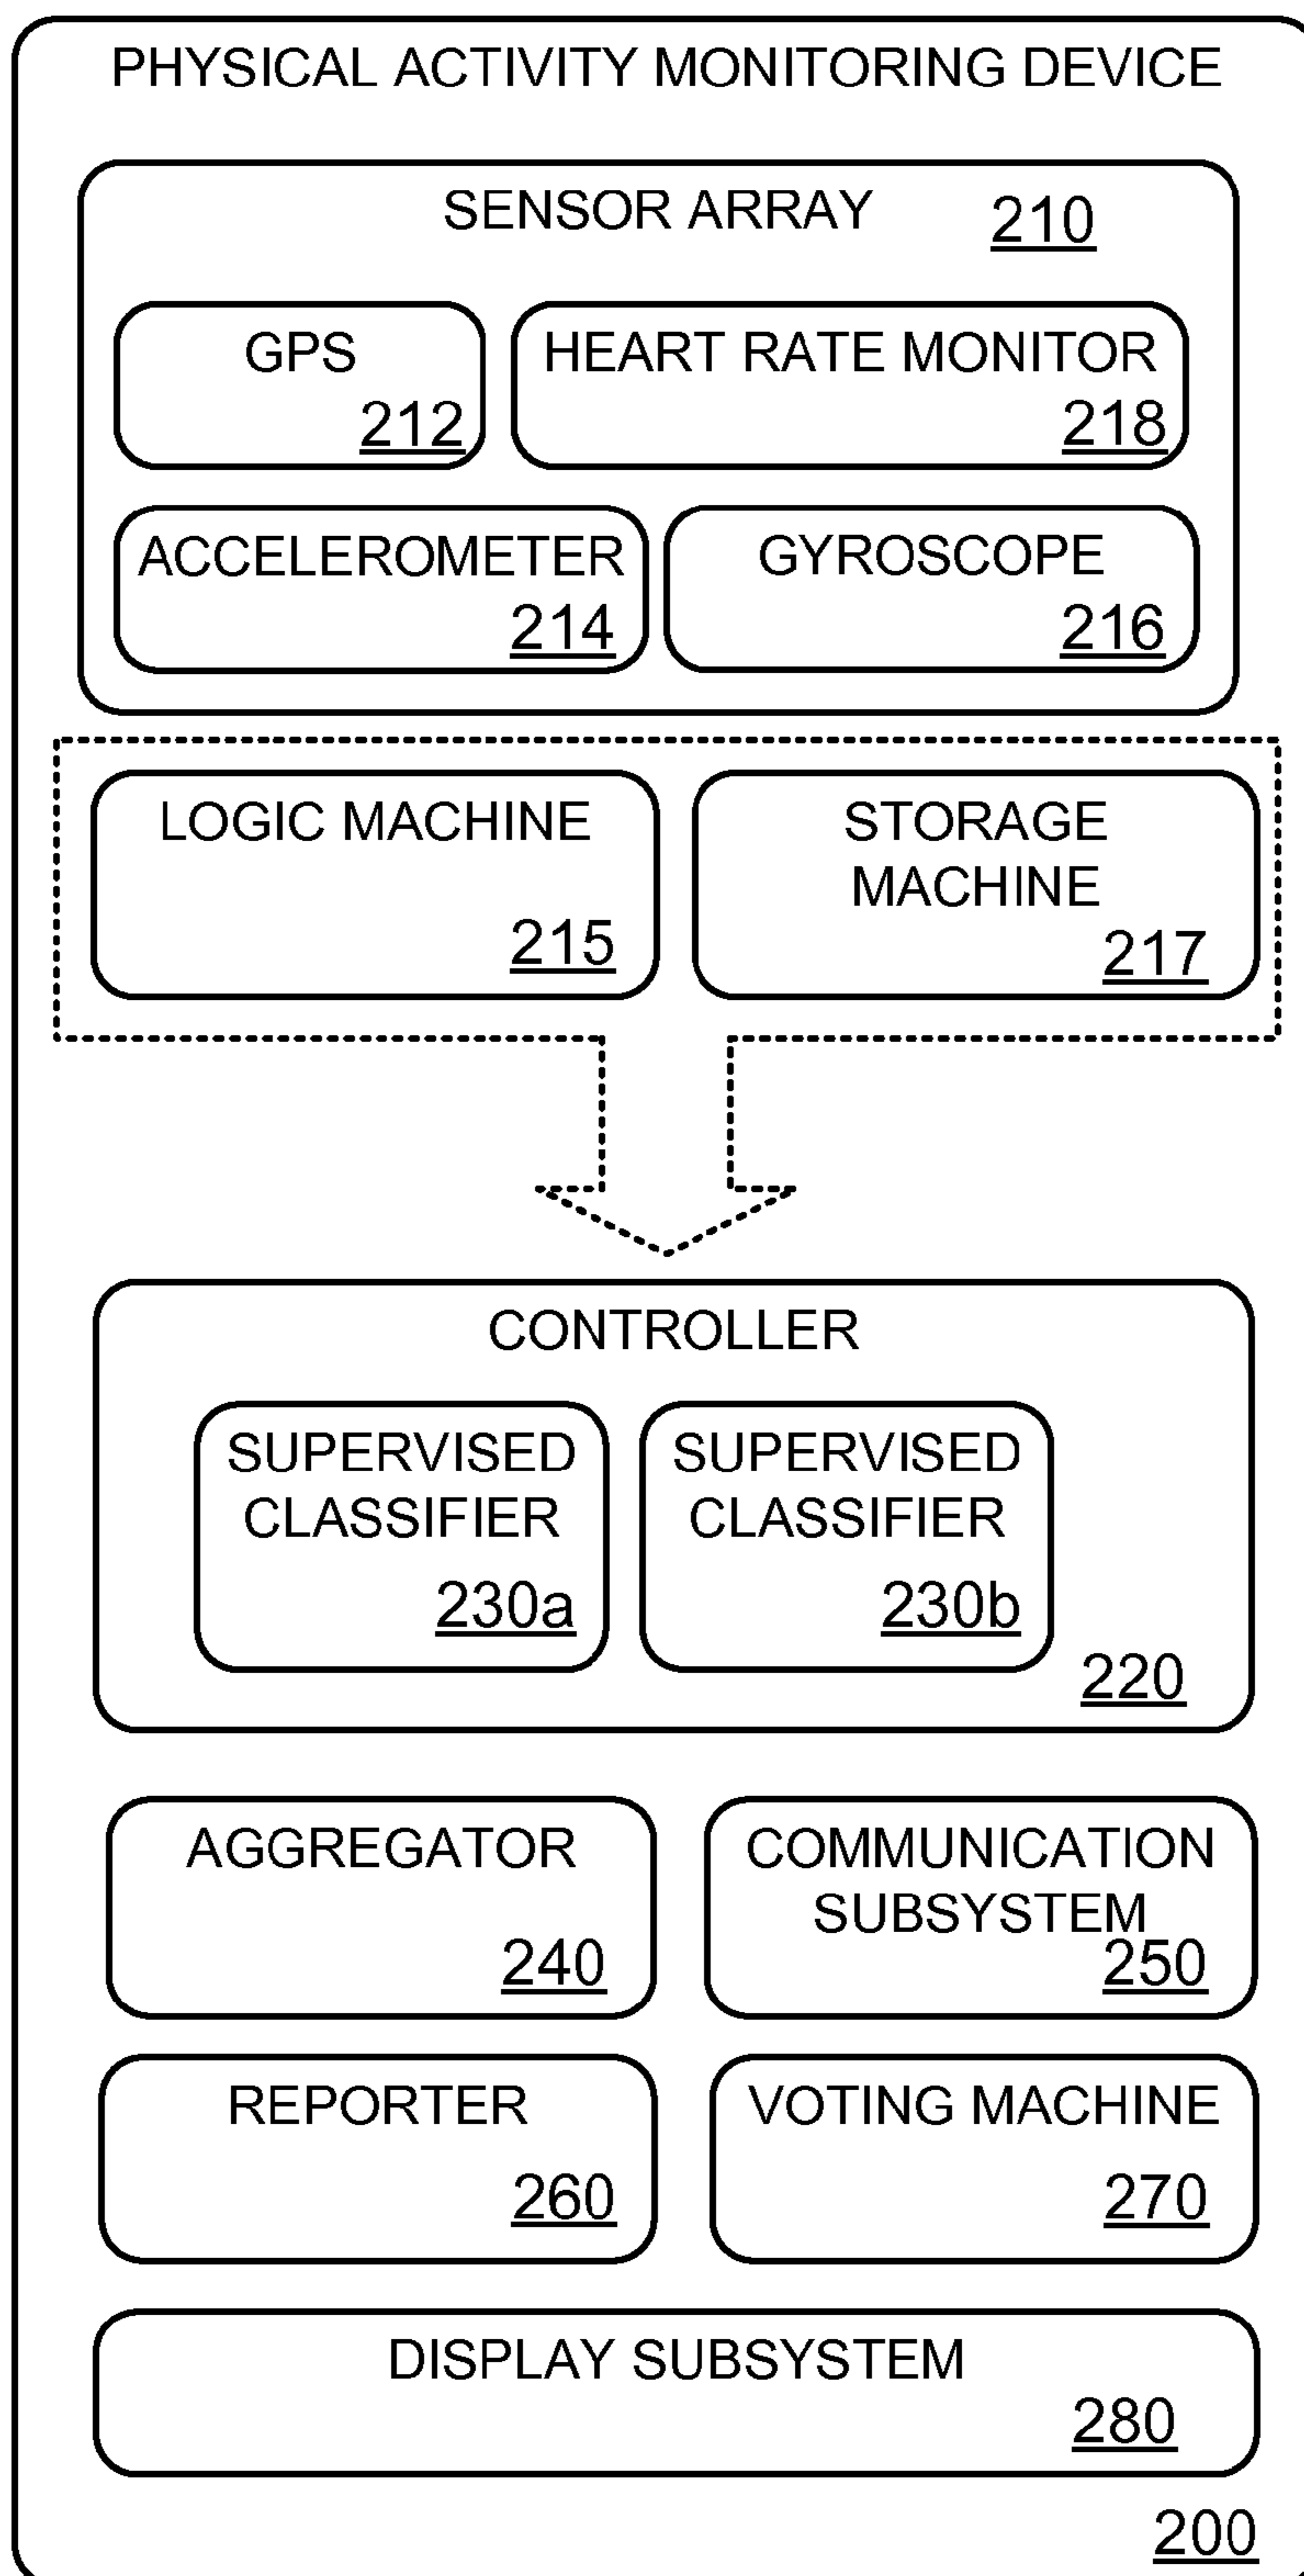 PHYSICAL ACTIVITY MONITORING DEVICE
SENSOR ARRAY 210
GPS
212
HEART RATE MONITOR
218
ACCELEROMETER
214
GYROSCOPE
216
LOGIC MACHINE
215
STORAGE
MACHINE
217
CONTROLLER
SUPERVISED
CLASSIFIER
230a
SUPERVISED
CLASSIFIER
230b
220
AGGREGATOR
240
COMMUNICATION
SUBSYSTEM
250
REPORTER
260
VOTING MACHINE
270
DISPLAY SUBSYSTEM
280
200